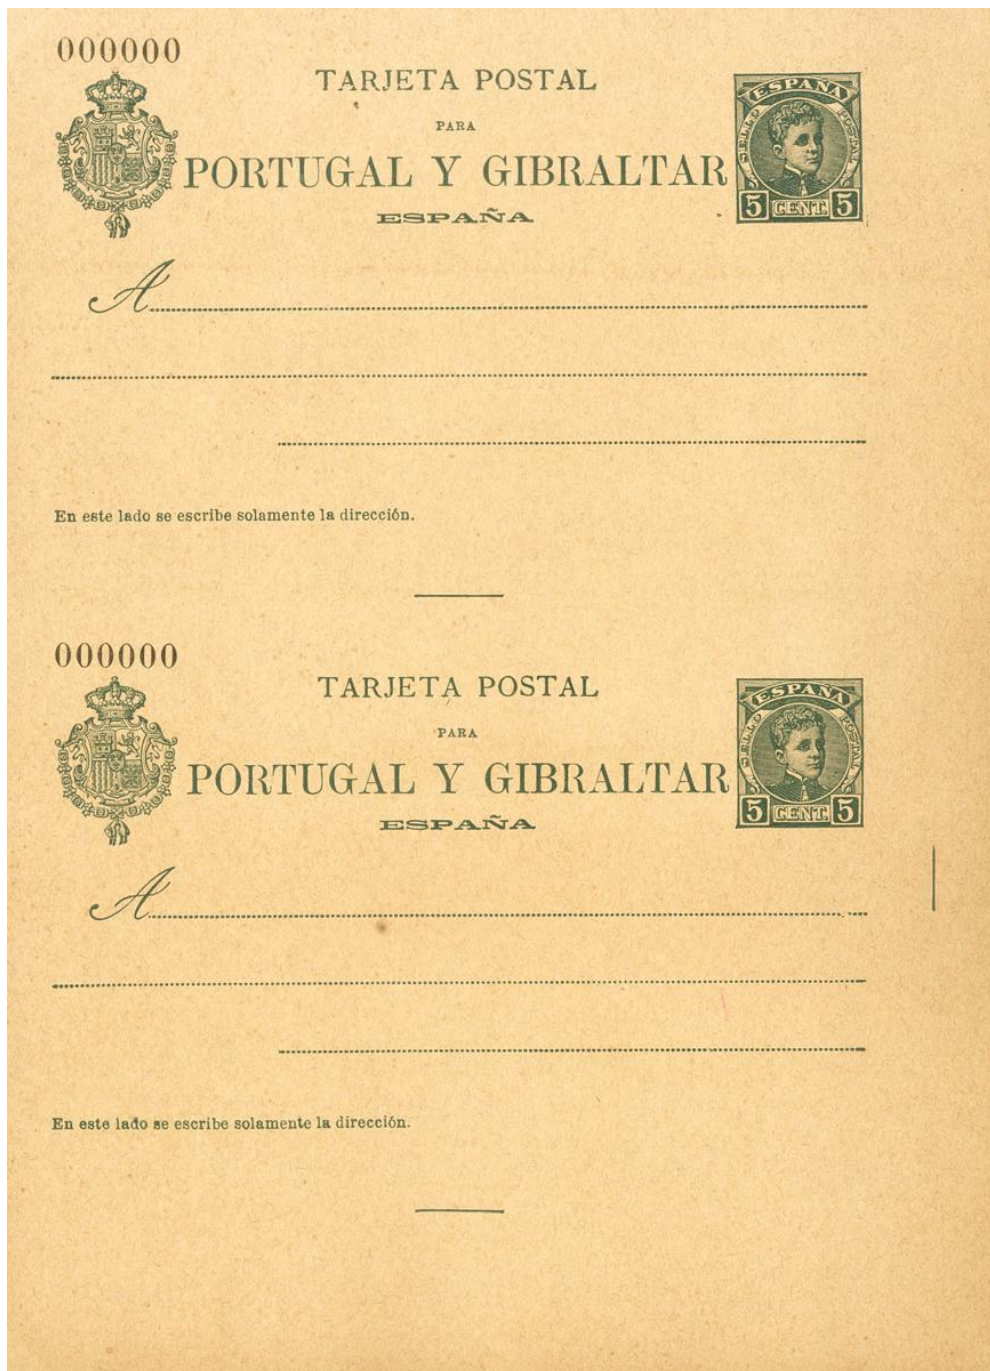 000000
TARJETA POSTAL
PARA
PORTUGAL Y GIBRALTAR
ESPAÑA
ESPAÑA
SELLO POSTAL
5 CENT. 5
A
En este lado se escribe solamente la dirección.
000000
TARJETA POSTAL
PARA
PORTUGAL Y GIBRALTAR
ESPAÑA
ESPAÑA
SELLO POSTAL
5 CENT. 5
A
En este lado se escribe solamente la dirección.